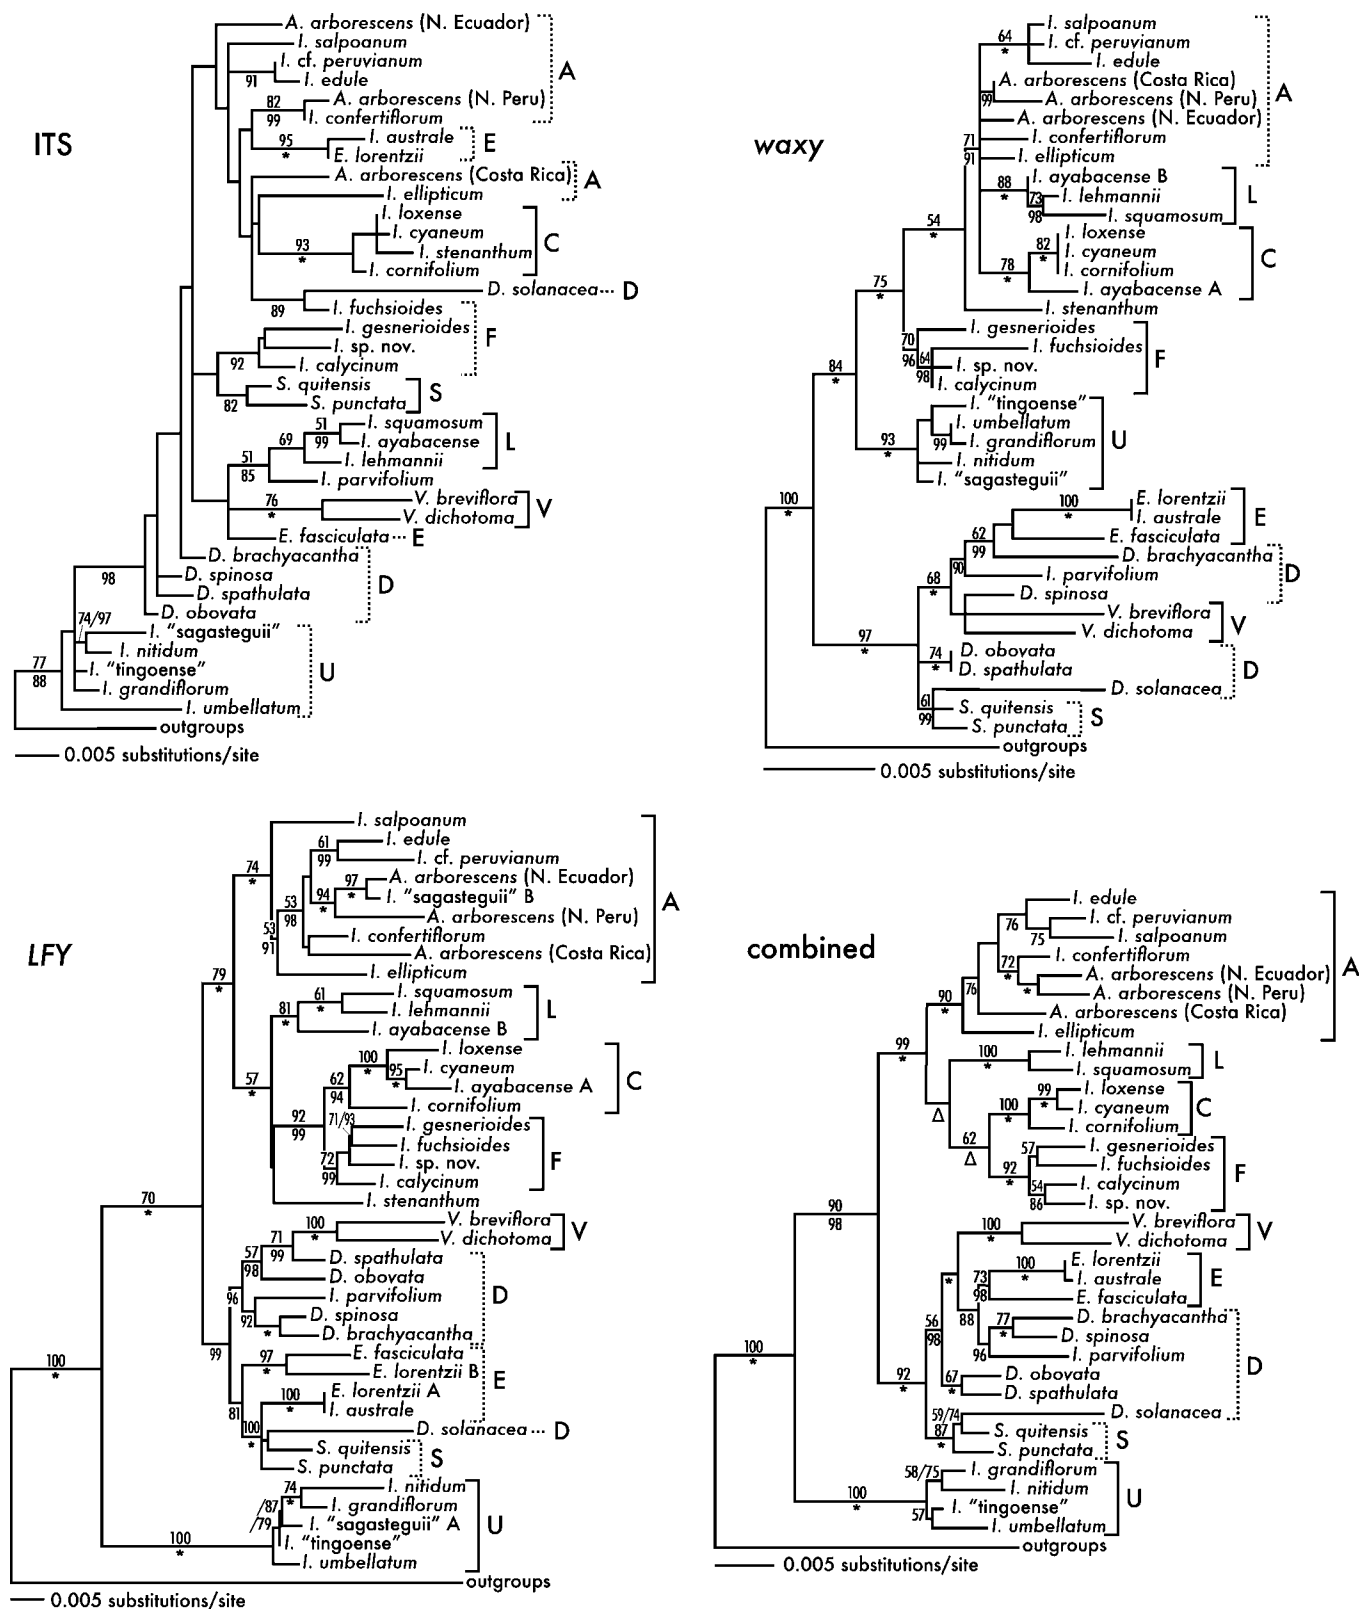 ITS
A. arborescens (N. Ecuador)
I. salpoanum
I. cf. peruvianum
91
I. edule
A
82
99
A. arborescens (N. Peru)
I. confertiflorum
95
*
I. australe
E. lorentzii
E
A. arborescens (Costa Rica)
A
I. ellipticum
I. loxense
I. cyaneum
93
*
I. stenanthum
C
I. cornifolium
D. solanacea
D
89
I. fuchsioides
I. gesnerioides
F
I. sp. nov.
92
I. calycinum
S. quitensis
S
82
S. punctata
51
99
I. squamosum
69
I. ayabacense
L
I. lehmannii
51
85
I. parvifolium
76
*
V. breviflora
V
V. dichotoma
E. fasciculata
E
D. brachyacantha
98
D. spinosa
D
D. spathulata
D. obovata
74/97
I. "sagasteguii"
I. nitidum
77
88
I. "tingoense"
U
I. grandiflorum
I. umbellatum
outgroups
0.005 substitutions/site
waxy
I. salpoanum
64
*
I. cf. peruvianum
I. edule
A. arborescens (Costa Rica)
99
A. arborescens (N. Peru)
A
A. arborescens (N. Ecuador)
I. confertiflorum
71
91
I. ellipticum
I. ayabacense B
88
*
73
98
I. lehmannii
L
I. squamosum
I. loxense
54
*
82
*
I. cyaneum
C
78
*
I. cornifolium
I. ayabacense A
75
*
I. stenanthum
I. gesnerioides
70
96
I. fuchsioides
F
64
98
I. sp. nov.
84
*
I. calycinum
I. "tingoense"
I. umbellatum
93
*
99
I. grandiflorum
U
I. nitidum
I. "sagasteguii"
100
*
100
*
E. lorentzii
I. australe
E
62
99
E. fasciculata
D. brachyacantha
90
I. parvifolium
D
68
*
D. spinosa
V. breviflora
V
V. dichotoma
97
*
74
*
D. obovata
D. spathulata
D
D. solanacea
61
99
S. quitensis
S
S. punctata
outgroups
0.005 substitutions/site
LFY
I. salpoanum
61
99
I. edule
I. cf. peruvianum
74
*
97
*
A. arborescens (N. Ecuador)
94
*
I. "sagasteguii" B
A
53
98
A. arborescens (N. Peru)
53
91
I. confertiflorum
A. arborescens (Costa Rica)
I. ellipticum
79
*
61
*
I. squamosum
81
*
I. lehmannii
L
I. ayabacense B
I. loxense
100
*
I. cyaneum
C
57
*
95
*
I. ayabacense A
62
94
I. cornifolium
92
99
71/93
I. gesnerioides
I. fuchsioides
F
72
99
I. sp. nov.
I. calycinum
I. stenanthum
70
*
100
*
V. breviflora
V
71
99
V. dichotoma
57
98
D. spathulata
D. obovata
96
I. parvifolium
D
92
D. spinosa
*
D. brachyacantha
99
97
*
E. fasciculata
E. lorentzii B
E
100
*
E. lorentzii A
81
I. australe
100
*
D. solanacea
D
S. quitensis
S
S. punctata
100
*
74
*
I. nitidum
/87
I. grandiflorum
/79
I. "sagasteguii" A
U
100
*
I. "tingoense"
I. umbellatum
outgroups
0.005 substitutions/site
combined
I. edule
76
I. cf. peruvianum
75
I. salpoanum
I. confertiflorum
72
*
A. arborescens (N. Ecuador)
A
76
*
A. arborescens (N. Peru)
90
*
A. arborescens (Costa Rica)
I. ellipticum
99
*
100
*
I. lehmannii
L
I. squamosum
99
*
I. loxense
Δ
100
*
I. cyaneum
C
I. cornifolium
62
Δ
57
I. gesnerioides
I. fuchsioides
F
92
*
54
86
I. calycinum
I. sp. nov.
90
98
100
*
V. breviflora
V
V. dichotoma
*
100
*
E. lorentzii
73
98
I. australe
E
E. fasciculata
88
77
*
D. brachyacantha
56
98
D. spinosa
96
I. parvifolium
D
67
*
D. obovata
92
*
D. spathulata
59/74
D. solanacea
87
*
S. quitensis
S
S. punctata
100
*
58/75
I. grandiflorum
100
*
I. nitidum
U
57
I. "tingoense"
I. umbellatum
outgroups
0.005 substitutions/site